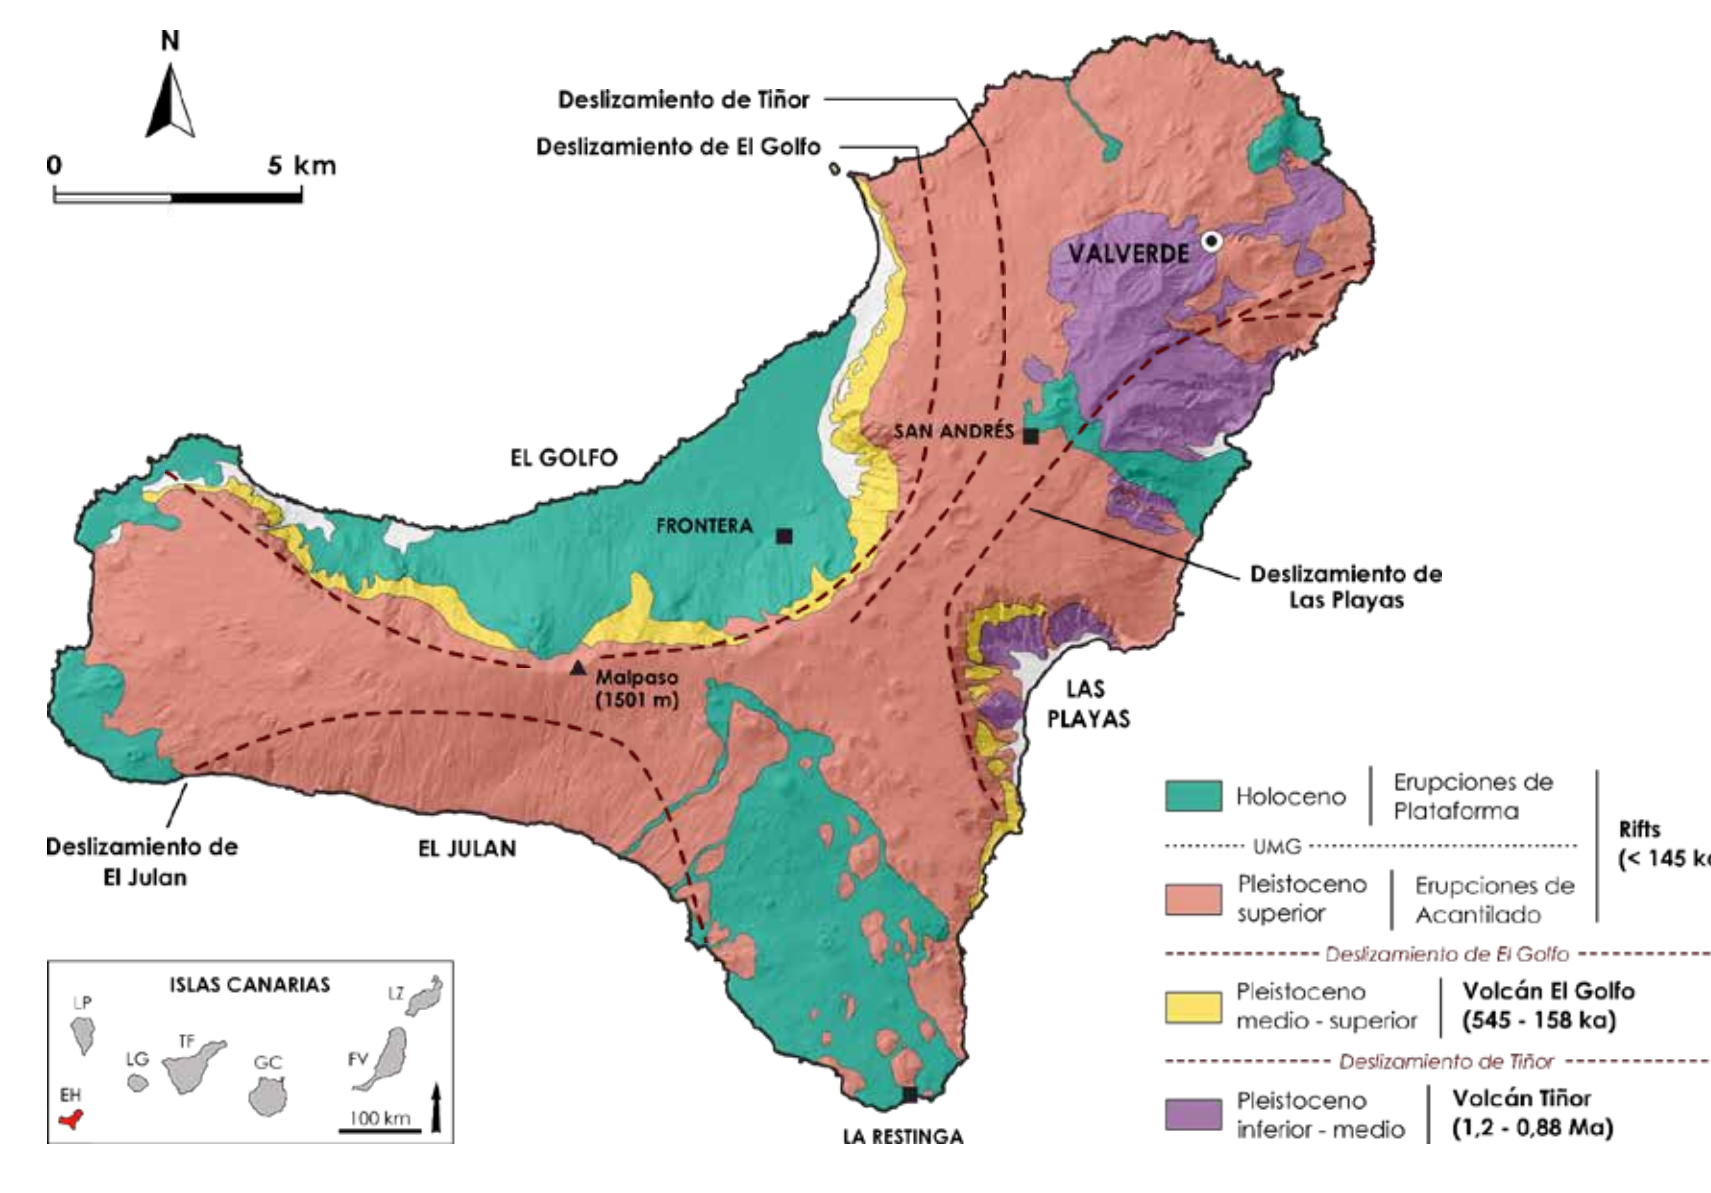 N
0 5 km
Deslizamiento de Tiñor
Deslizamiento de El Golfo
VALVERDE
SAN ANDRÉS
EL GOLFO
FRONTERA
Deslizamiento de
Las Playas
Malpaso
(1501 m)
LAS
PLAYAS
Deslizamiento de
El Julan
EL JULAN
LA RESTINGA
ISLAS CANARIAS
LP
LZ
TF
LG
GC
FV
EH
100 km
Holoceno
Erupciones de
Plataforma
UMG
Rifts
(< 145 k
Pleistoceno
superior
Erupciones de
Acantilado
Deslizamiento de El Golfo
Pleistoceno
medio - superior
Volcán El Golfo
(545 - 158 ka)
Deslizamiento de Tiñor
Pleistoceno
inferior - medio
Volcán Tiñor
(1,2 - 0,88 Ma)